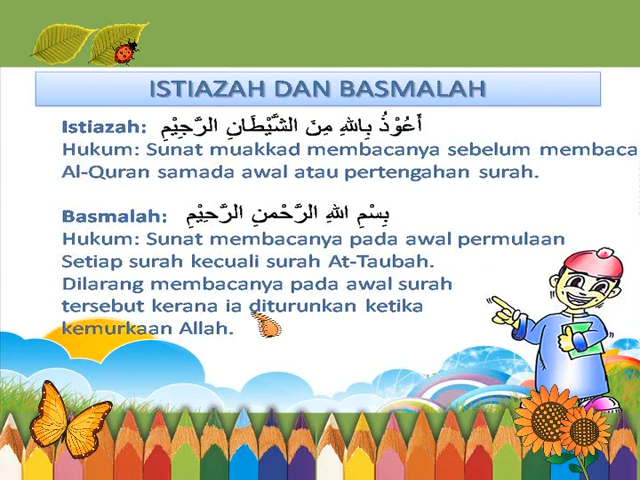 ISTIAZAH DAN BASMALAH
Istiazah: أَعُوْذُ بِاللهِ مِنَ الشَّيْطَانِ الرَّجِيْمِ
Hukum: Sunat muakkad membacanya sebelum membaca
Al-Quran samada awal atau pertengahan surah.
Basmalah: بِسْمِ اللهِ الرَّحْمنِ الرَّحِيْمِ
Hukum: Sunat membacanya pada awal permulaan
Setiap surah kecuali surah At-Taubah.
Dilarang membacanya pada awal surah
tersebut kerana ia diturunkan ketika
kemurkaan Allah.